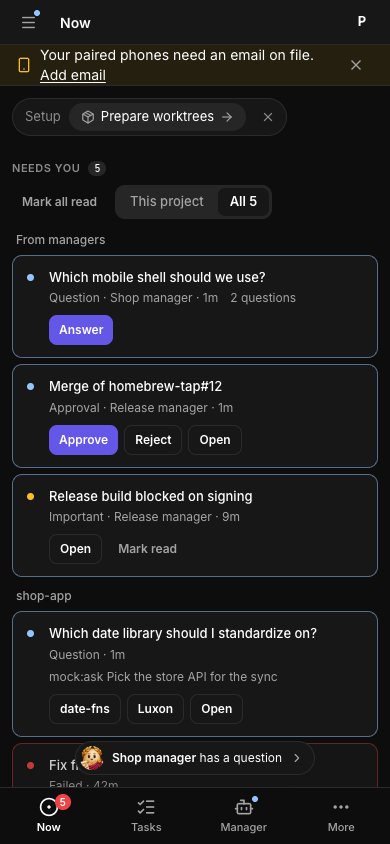 Now
P
Your paired phones need an email on file.
Add email
Setup Prepare worktrees
NEEDS YOU 5
Mark all read This project All 5
From managers
Which mobile shell should we use?
Question · Shop manager · 1m 2 questions
Answer
Merge of homebrew-tap#12
Approval · Release manager · 1m
Approve Reject Open
Release build blocked on signing
Important · Release manager · 9m
Open Mark read
shop-app
Which date library should I standardize on?
Question · 1m
mock:ask Pick the store API for the sync
date-fns Luxon Open
Fix
Shop manager has a question
Failed · 42m
5
Now Tasks Manager More